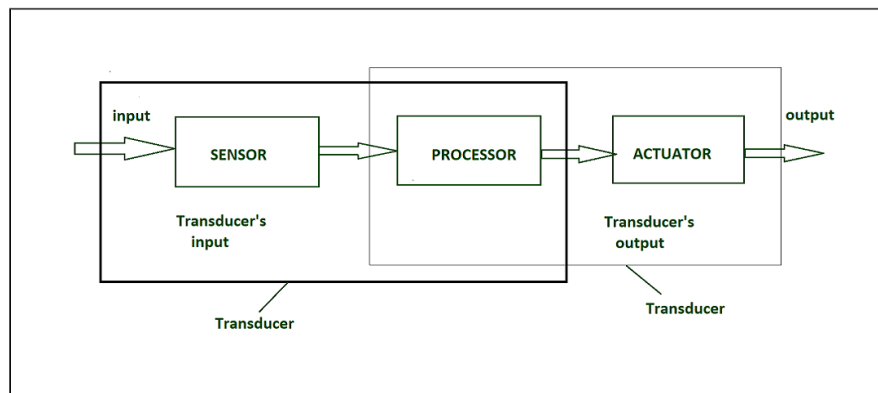 input
output
SENSOR
PROCESSOR
ACTUATOR
Transducer's
input
Transducer's
output
Transducer
Transducer